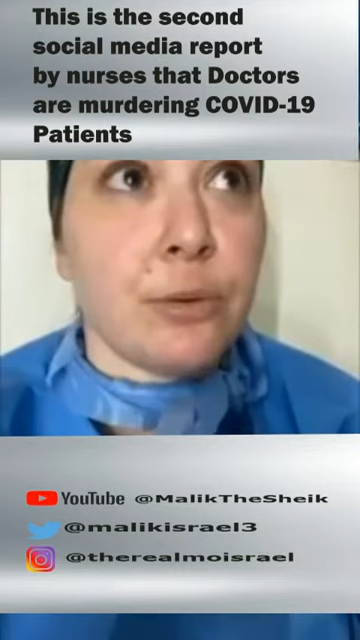 This is the second
social media report
by nurses that Doctors
are murdering COVID-19
Patients
YouTube @MalikTheSheik
@malikisrael3
@therealmoisrael